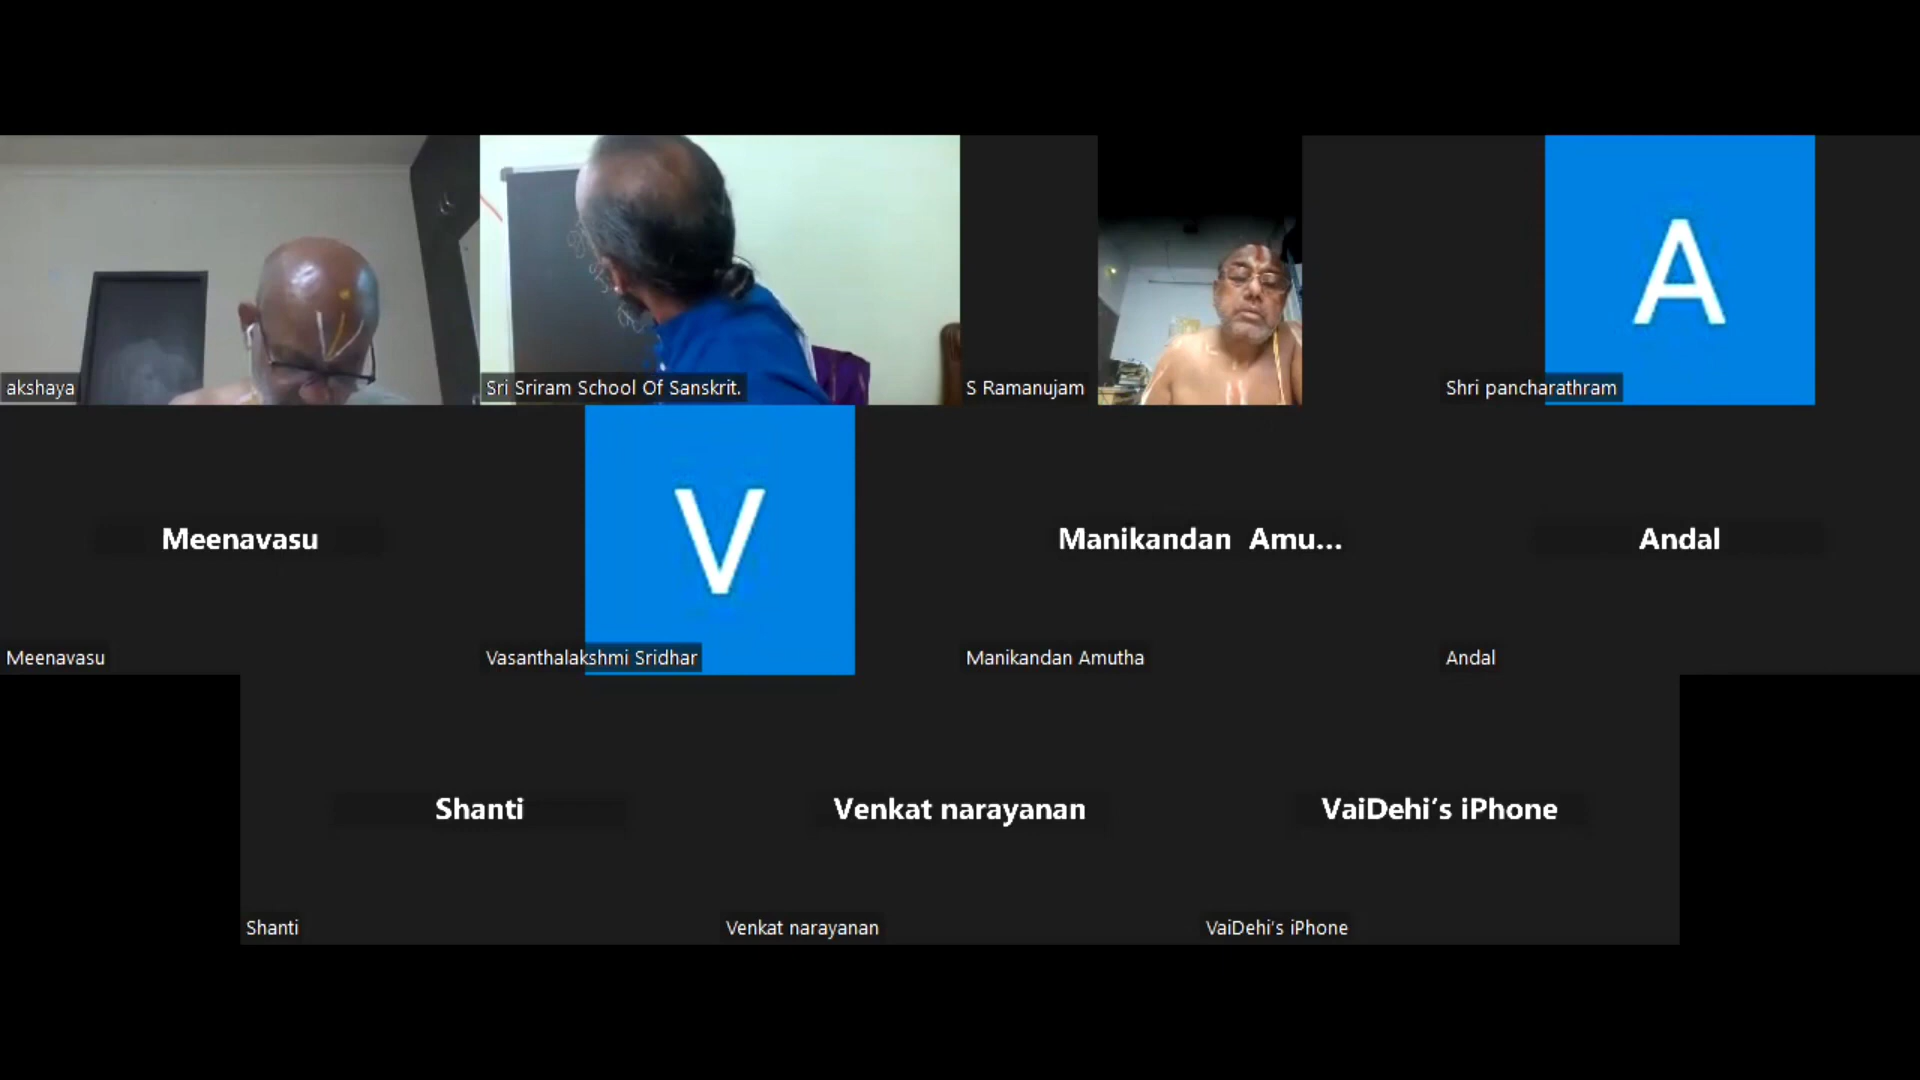 akshaya
Sri Sriram School Of Sanskrit.
S Ramanujam
A
Shri pancharathram
Meenavasu
V
Manikandan Amu...
Andal
Meenavasu
Vasanthalakshmi Sridhar
Manikandan Amutha
Andal
Shanti
Venkat narayanan
VaiDehi’s iPhone
Shanti
Venkat narayanan
VaiDehi’s iPhone